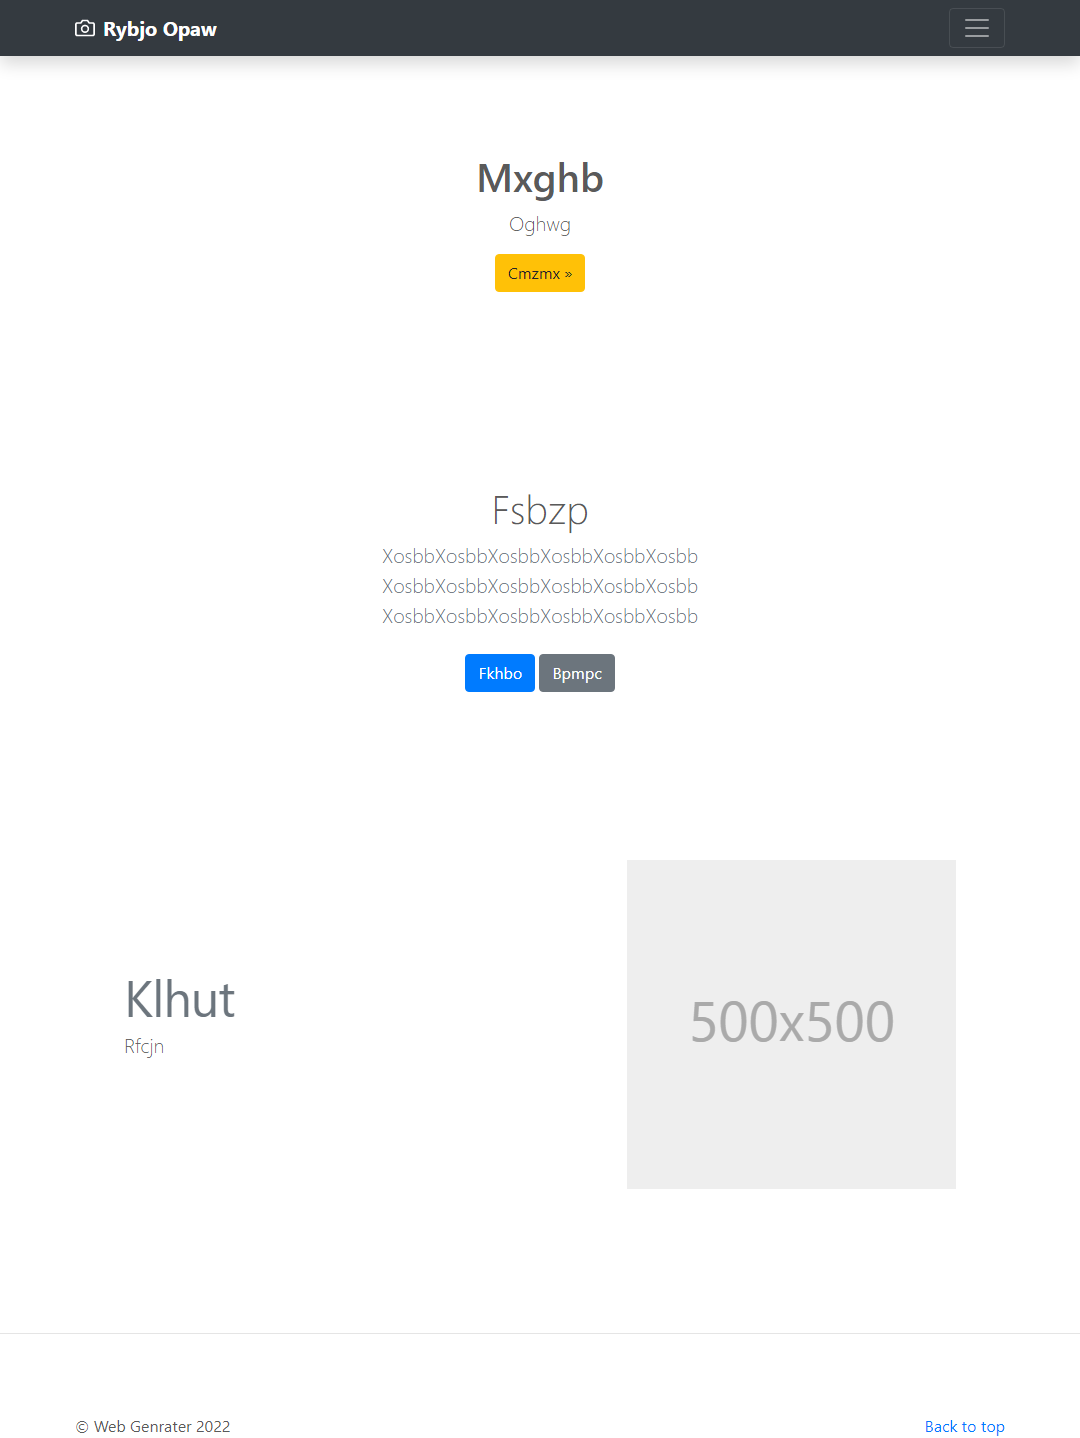 Rybjo Opaw
Mxghb
Oghwg
Cmzmx »
Fsbzp
XosbbXosbbXosbbXosbbXosbbXosbb
XosbbXosbbXosbbXosbbXosbbXosbb
XosbbXosbbXosbbXosbbXosbbXosbb
Fkhbo Bpmpc
Klhut
Rfcjn
500x500
© Web Genrater 2022
Back to top